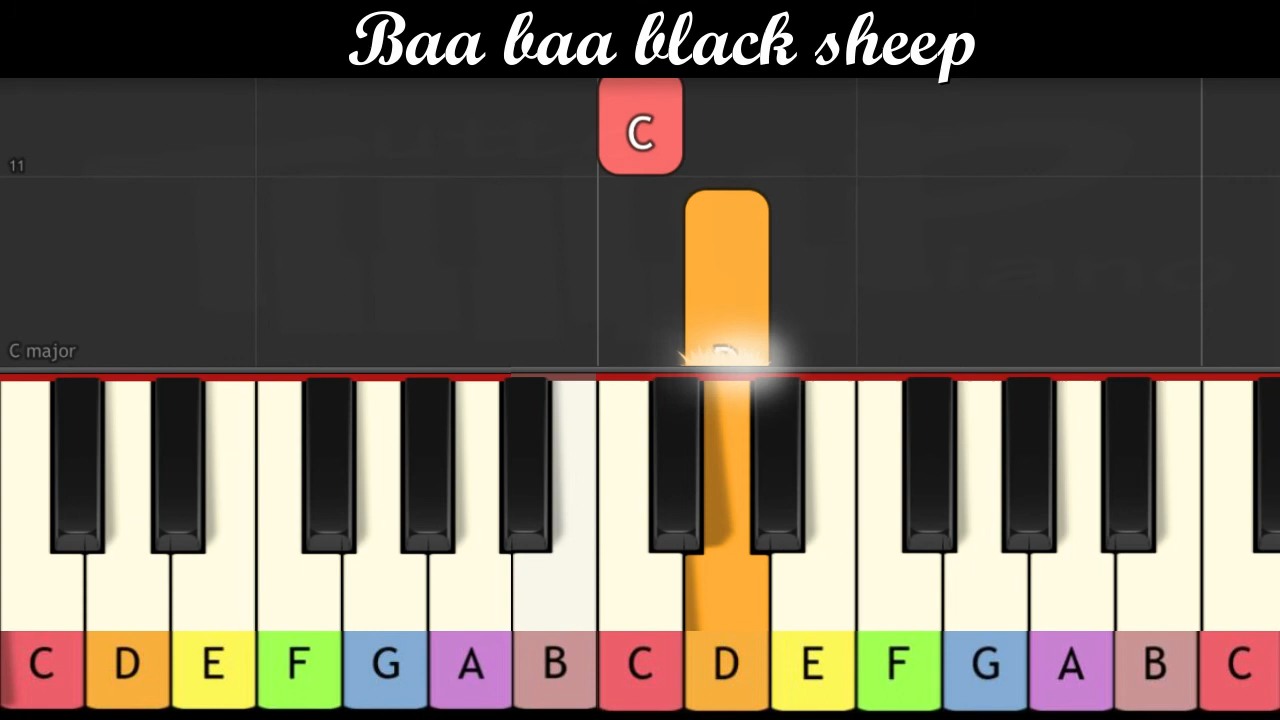 Baa baa black sheep
C
11
C major
C D E F G A B C D E F G A B C